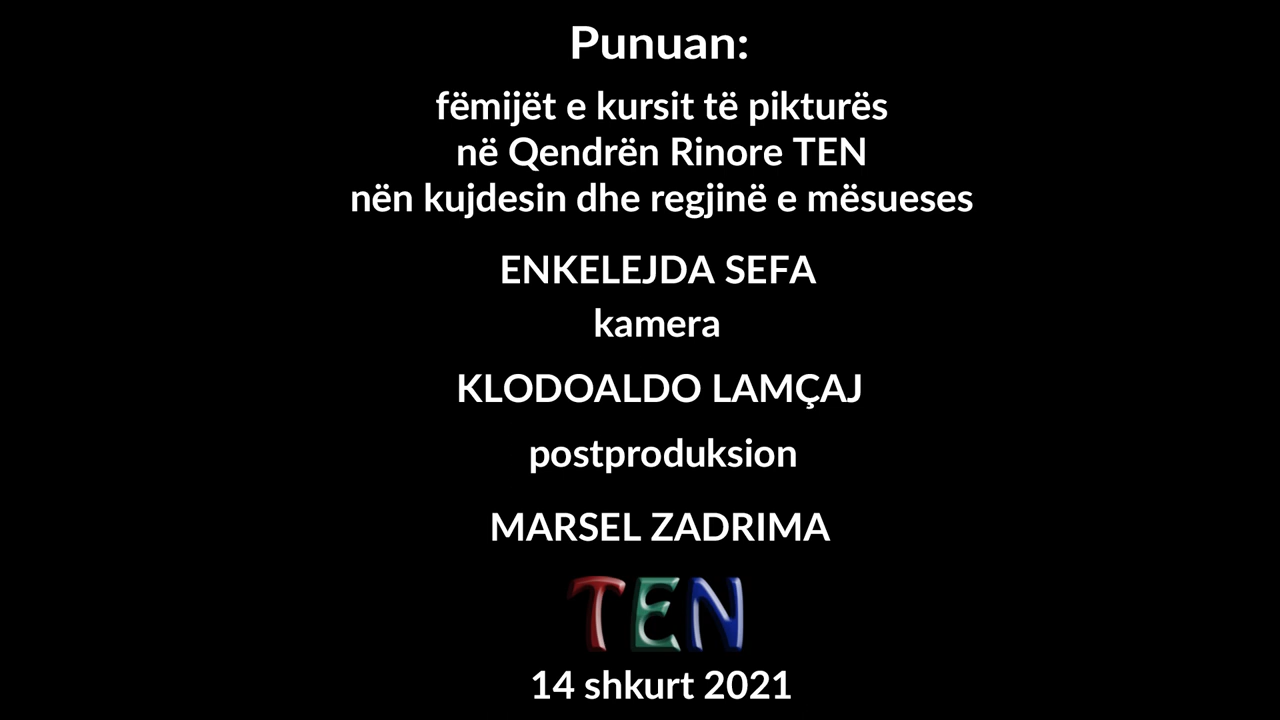 Punuan:
fëmijët e kursit të pikturës
në Qendrën Rinore TEN
nën kujdesin dhe regjinë e mësueses
ENKELEJDA SEFA
kamera
KLODOALDO LAMÇAJ
postproduksion
MARSEL ZADRIMA
TEN
14 shkurt 2021